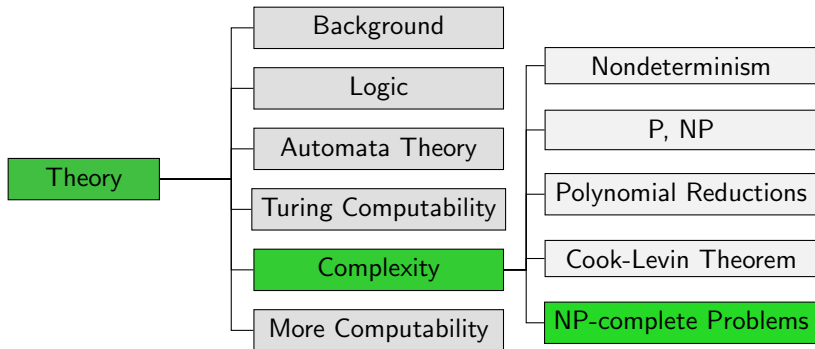 Theory
Background
Logic
Automata Theory
Turing Computability
Complexity
More Computability
Nondeterminism
P, NP
Polynomial Reductions
Cook-Levin Theorem
NP-complete Problems